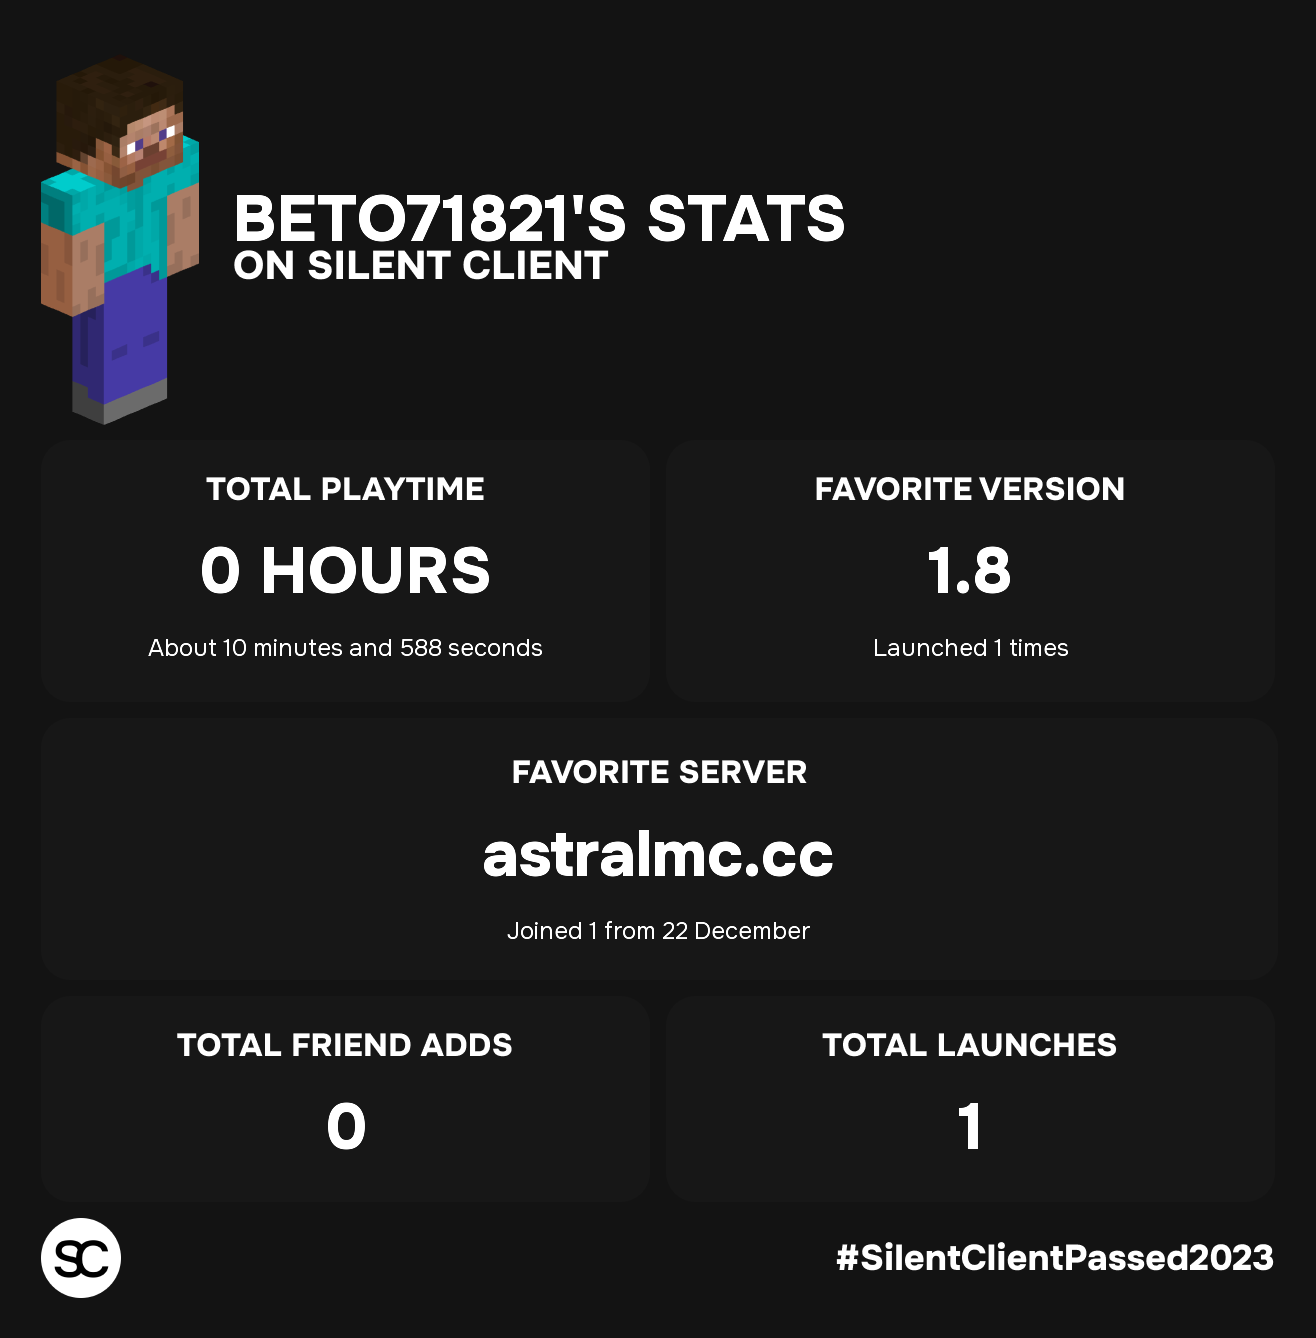 BETO71821'S STATS
ON SILENT CLIENT
TOTAL PLAYTIME
0 HOURS
About 10 minutes and 588 seconds
FAVORITE VERSION
1.8
Launched 1 times
FAVORITE SERVER
astralmc.cc
Joined 1 from 22 December
TOTAL FRIEND ADDS
0
TOTAL LAUNCHES
1
SC
#SilentClientPassed2023